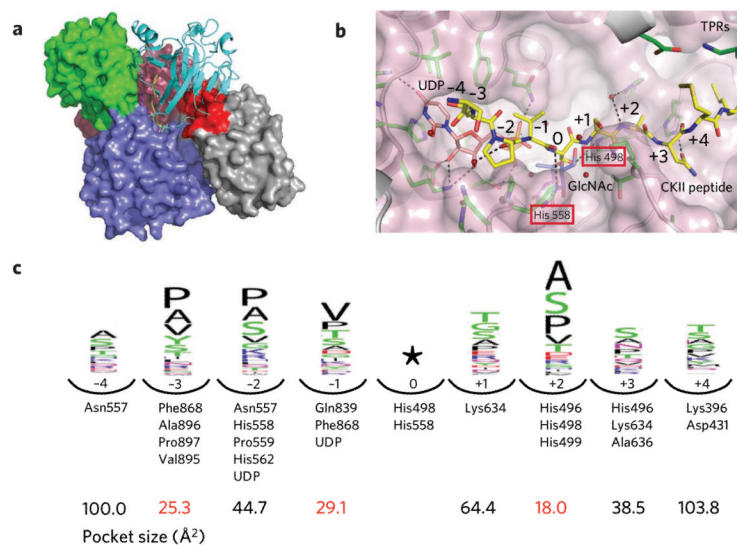 a
b
TPRs
UDP
−4
−3
−2
−1
0
+1
+2
+3
+4
His 498
GlcNAc
His 558
CKII peptide
c
A
S
P
A
V
Y
S
P
A
S
V
G
V
P
T
S
★
T
G
S
A
S
P
V
T
S
A
T
S
−4 −3 −2 −1 0 +1 +2 +3 +4
Asn557 Phe868 Asn557 Gln839 His498 Lys634 His496 His496 Lys396
Ala896 His558 Phe868 His558 His498 Lys634 Asp431
Pro897 Pro559 UDP His499 Ala636
Val895 His562
UDP
100.0 25.3 44.7 29.1 64.4 18.0 38.5 103.8
Pocket size (Å²)